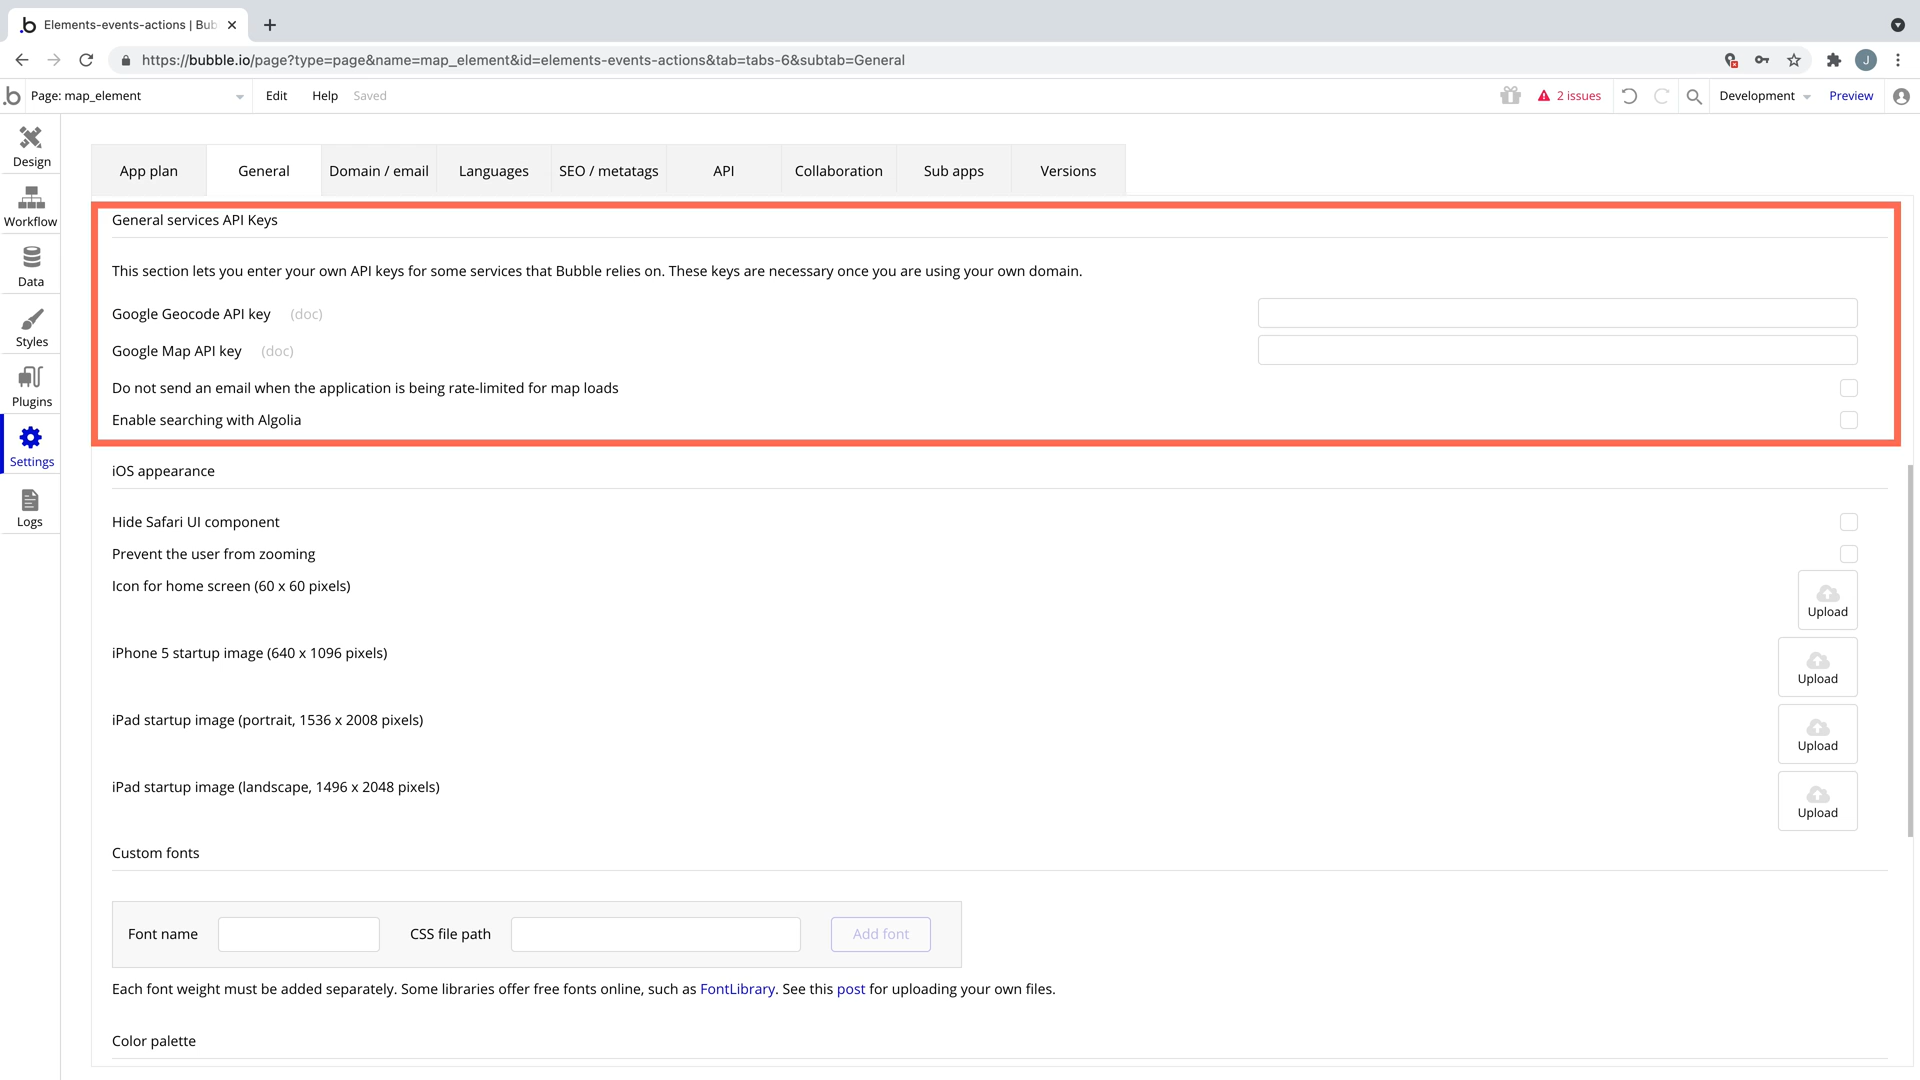 Elements-events-actions | Bub
https://bubble.io/page?type=page&name=map_element&id=elements-events-actions&tab=tabs-6&subtab=General
J
Page: map_element
Edit
Help
Saved
2 issues
Development
Preview
Design
Workflow
Data
Styles
Plugins
Settings
Logs
App plan
General
Domain / email
Languages
SEO / metatags
API
Collaboration
Sub apps
Versions
General services API Keys
This section lets you enter your own API keys for some services that Bubble relies on. These keys are necessary once you are using your own domain.
Google Geocode API key (doc)
Google Map API key (doc)
Do not send an email when the application is being rate-limited for map loads
Enable searching with Algolia
iOS appearance
Hide Safari UI component
Prevent the user from zooming
Icon for home screen (60 x 60 pixels)
Upload
iPhone 5 startup image (640 x 1096 pixels)
Upload
iPad startup image (portrait, 1536 x 2008 pixels)
Upload
iPad startup image (landscape, 1496 x 2048 pixels)
Upload
Custom fonts
Font name
CSS file path
Add font
Each font weight must be added separately. Some libraries offer free fonts online, such as FontLibrary. See this post for uploading your own files.
Color palette